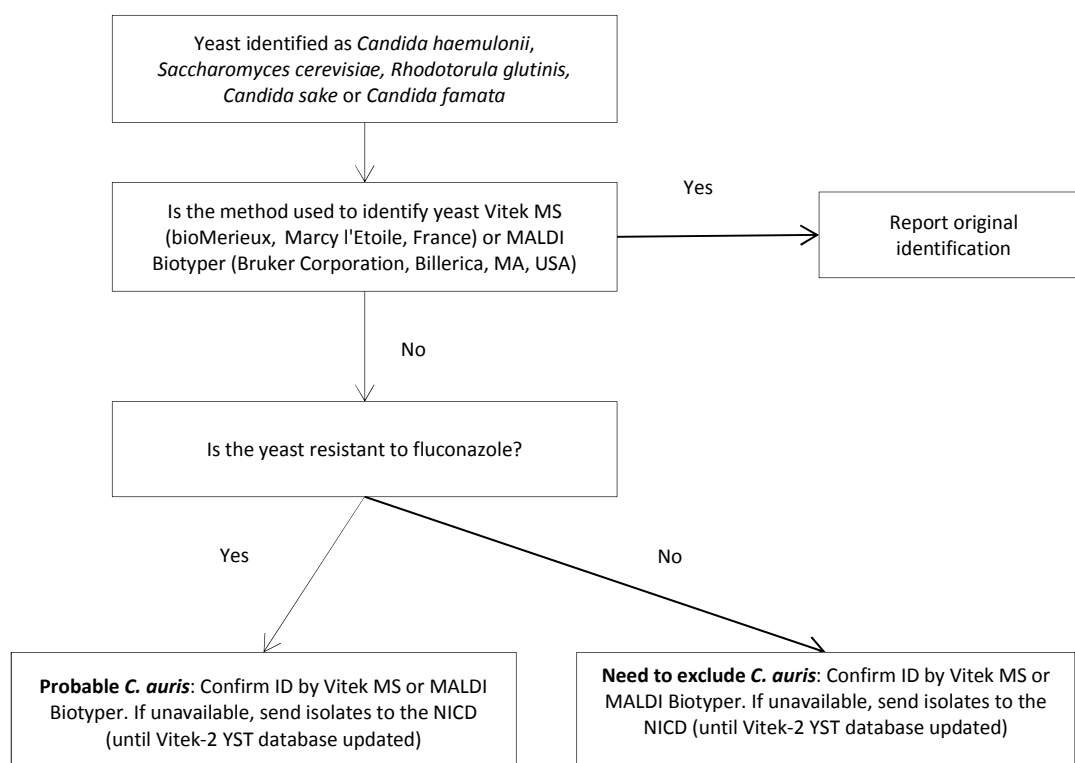 Yeast identified as Candida haemulonii,
Saccharomyces cerevisiae, Rhodotorula glutinis,
Candida sake or Candida famata
Is the method used to identify yeast Vitek MS
(bioMerieux, Marcy l'Etoile, France) or MALDI
Biotyper (Bruker Corporation, Billerica, MA, USA)
Yes
Report original
identification
No
Is the yeast resistant to fluconazole?
Yes
No
Probable C. auris: Confirm ID by Vitek MS or MALDI
Biotyper. If unavailable, send isolates to the NICD
(until Vitek-2 YST database updated)
Need to exclude C. auris: Confirm ID by Vitek MS or
MALDI Biotyper. If unavailable, send isolates to the
NICD (until Vitek-2 YST database updated)